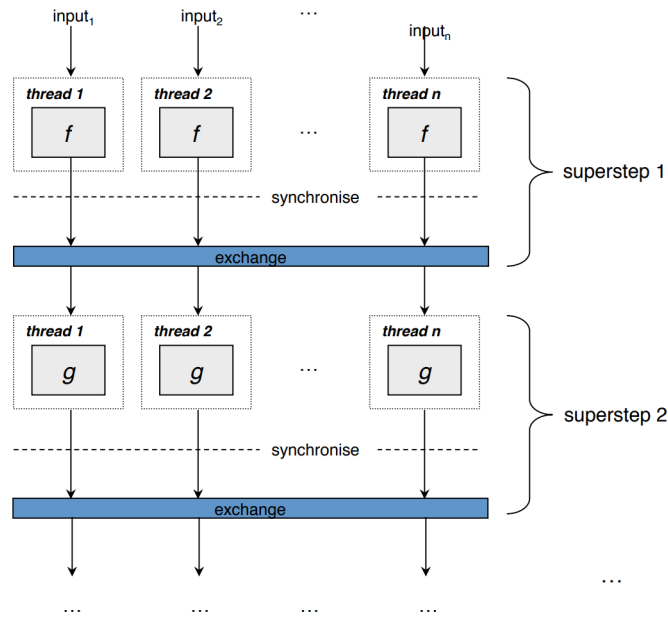 input₁ input₂ ...
inputₙ
thread 1 thread 2 thread n
f f ... f
superstep 1
synchronise
exchange
thread 1 thread 2 thread n
g g ... g
superstep 2
synchronise
exchange
...
... ... ... ...